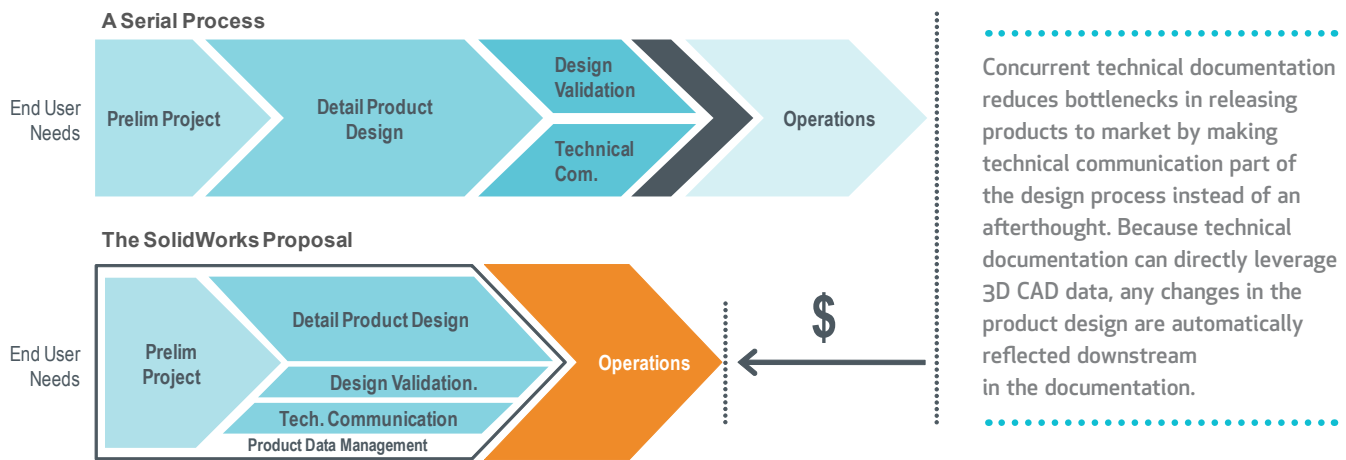 A Serial Process
End User
Needs
Prelim Project
Detail Product
Design
Design
Validation
Technical
Com.
Operations
The SolidWorks Proposal
End User
Needs
Prelim
Project
Detail Product Design
Design Validation.
Tech. Communication
Product Data Management
Operations
$
Concurrent technical documentation
reduces bottlenecks in releasing
products to market by making
technical communication part of
the design process instead of an
afterthought. Because technical
documentation can directly leverage
3D CAD data, any changes in the
product design are automatically
reflected downstream
in the documentation.